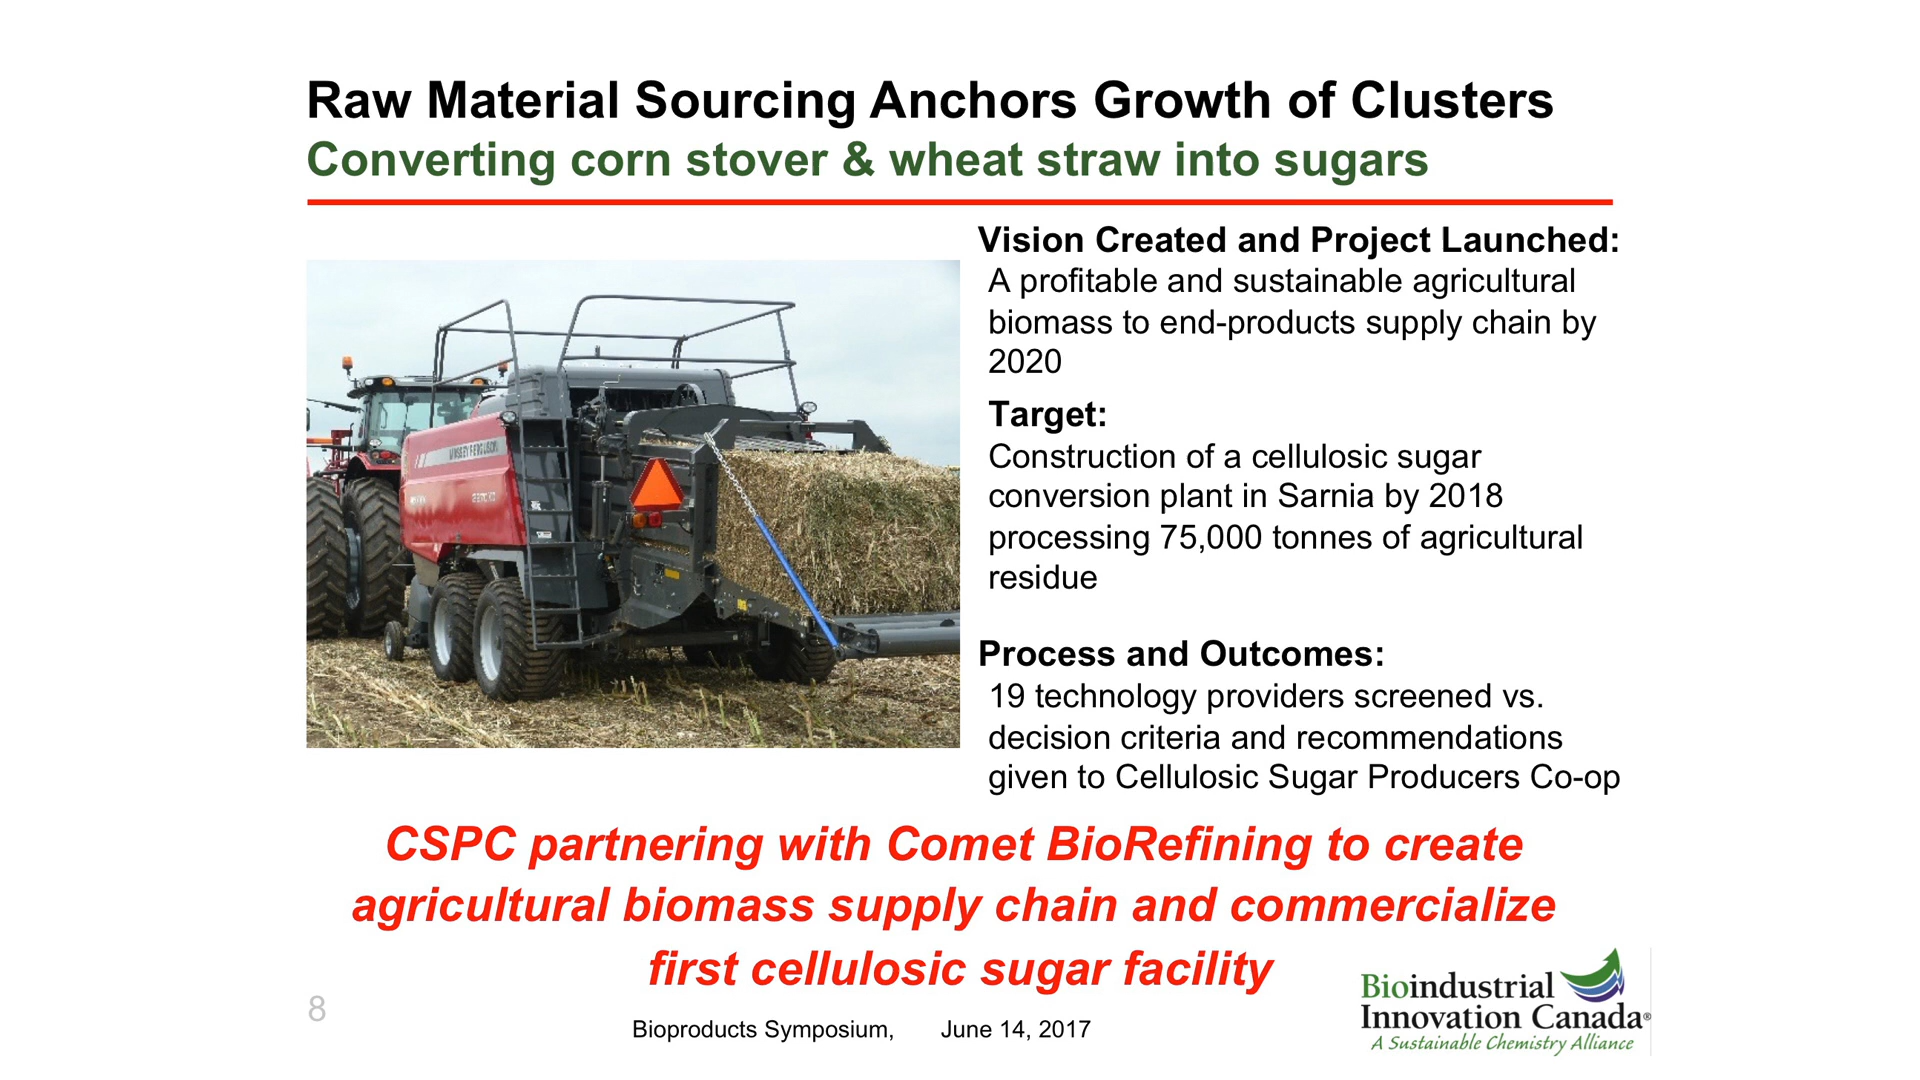 Raw Material Sourcing Anchors Growth of Clusters
Converting corn stover & wheat straw into sugars
Vision Created and Project Launched:
A profitable and sustainable agricultural
biomass to end-products supply chain by
2020
Target:
Construction of a cellulosic sugar
conversion plant in Sarnia by 2018
processing 75,000 tonnes of agricultural
residue
Process and Outcomes:
19 technology providers screened vs.
decision criteria and recommendations
given to Cellulosic Sugar Producers Co-op
MASSEY FERGUSON
CSPC partnering with Comet BioRefining to create
agricultural biomass supply chain and commercialize
first cellulosic sugar facility
8
Bioproducts Symposium, June 14, 2017
Bioindustrial
Innovation Canada®
A Sustainable Chemistry Alliance